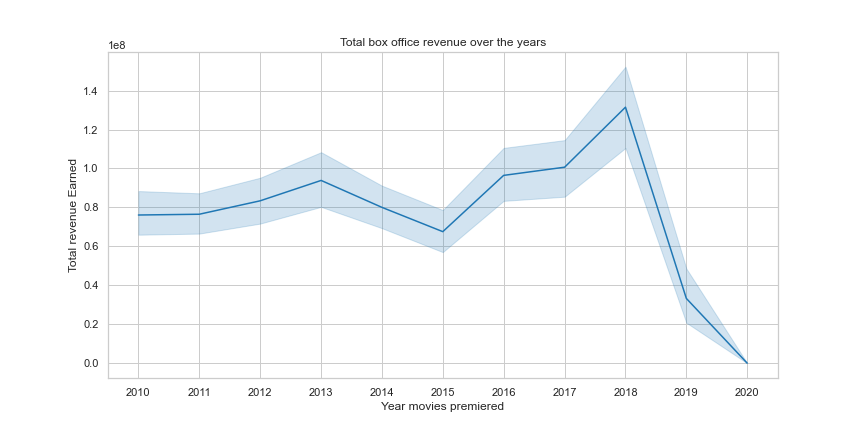 Total box office revenue over the years
1e8
1.4
1.2
1.0
0.8
0.6
0.4
0.2
0.0
Total revenue Earned
2010 2011 2012 2013 2014 2015 2016 2017 2018 2019 2020
Year movies premiered